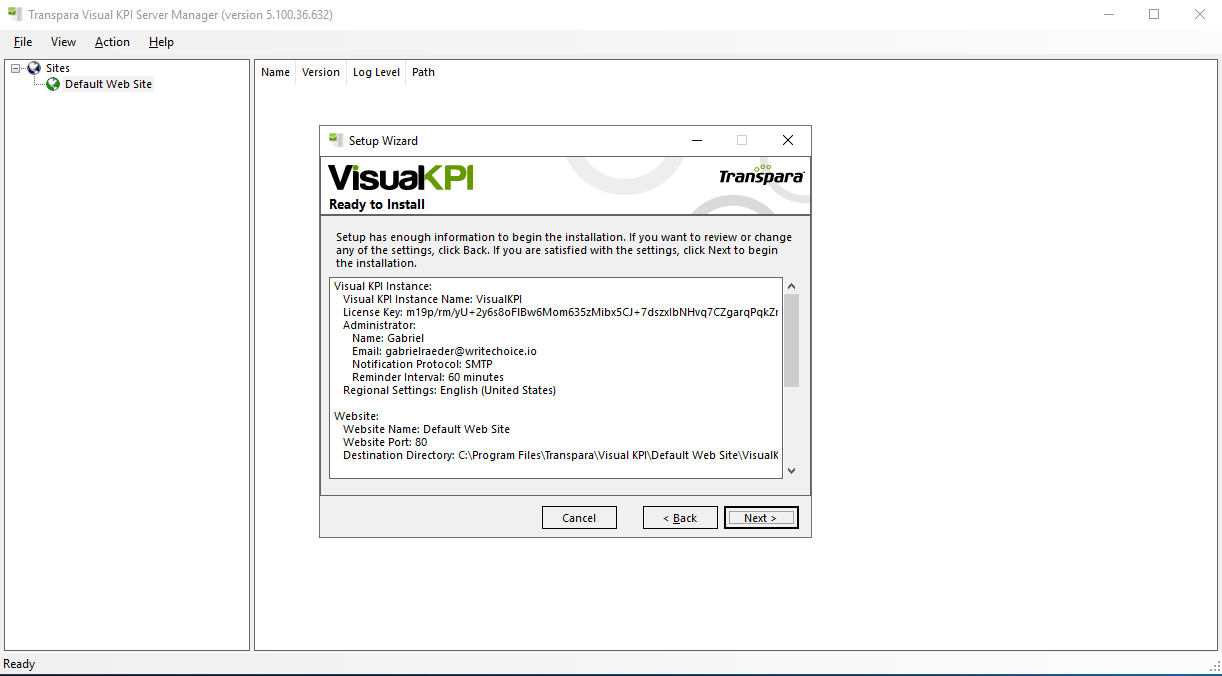 Transpara Visual KPI Server Manager (version 5.100.36.632)
File View Action Help
Sites
Default Web Site
Name Version Log Level Path
Setup Wizard
VisualKPI
Transpara
Ready to Install
Setup has enough information to begin the installation. If you want to review or change
any of the settings, click Back. If you are satisfied with the settings, click Next to begin
the installation.
Visual KPI Instance:
Visual KPI Instance Name: VisualKPI
License Key: m19p/rm/yU+2y6s8oFIBw6Mom635zMibx5CJ+7dszxIbNHvq7CZgarqPqkZr
Administrator:
Name: Gabriel
Email: gabrielraeder@writechoice.io
Notification Protocol: SMTP
Reminder Interval: 60 minutes
Regional Settings: English (United States)
Website:
Website Name: Default Web Site
Website Port: 80
Destination Directory: C:\Program Files\Transpara\Visual KPI\Default Web Site\VisualK
Cancel < Back Next >
Ready